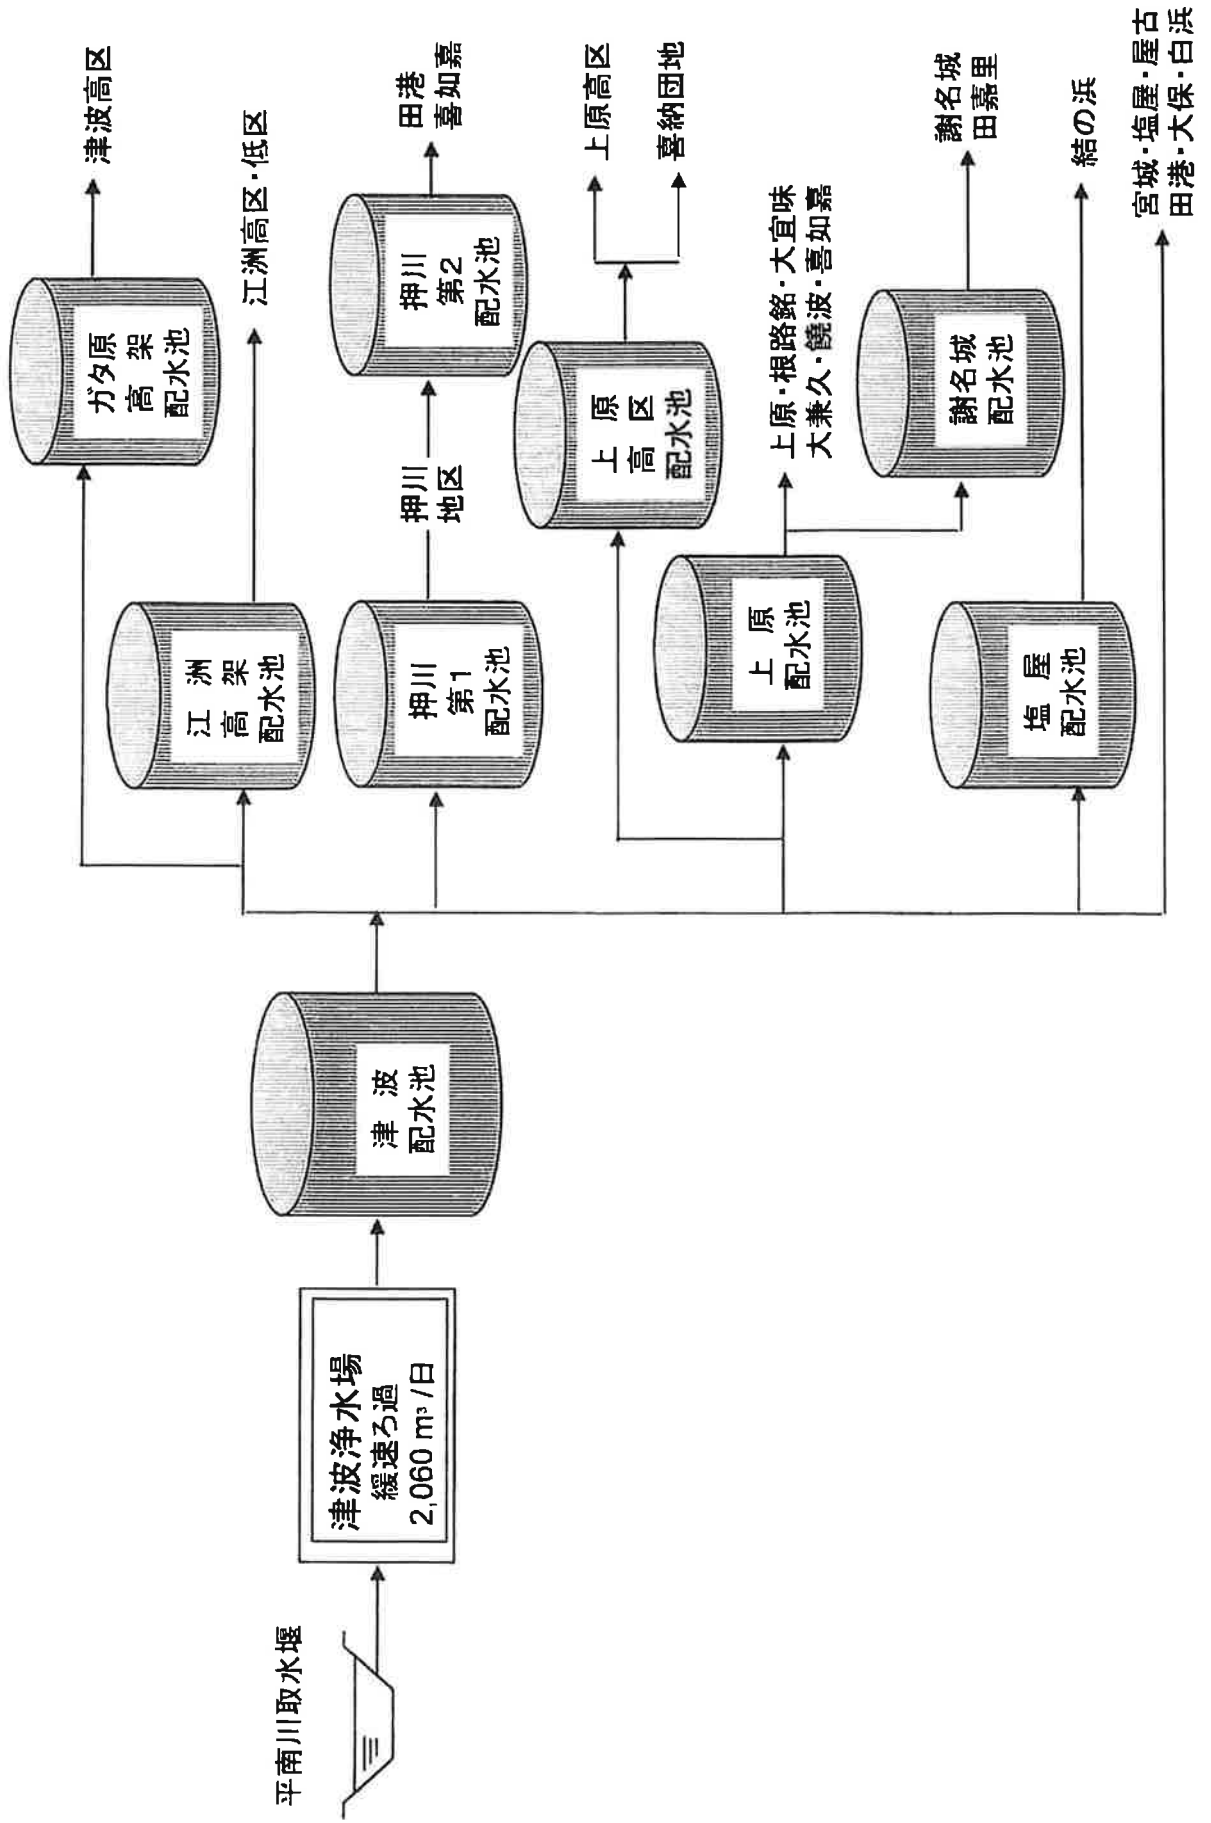 平南川取水堰
津波浄水場
緩速ろ過
2,060 m³/日
津 波
配水池
ガタ原
高 架
配水池
津波高区
江 洲
高 架
配水池
江洲高区・低区
押川
第1
配水池
押川
地区
押川
第2
配水池
田港
喜如嘉
上 原
高 区
配水池
上原高区
喜納団地
上 原
配水池
上原・根路銘・大宜味
大兼久・饒波・喜如嘉
謝名城
配水池
謝名城
田嘉里
塩 屋
配水池
結の浜
宮城・塩屋・屋古
田港・大保・白浜